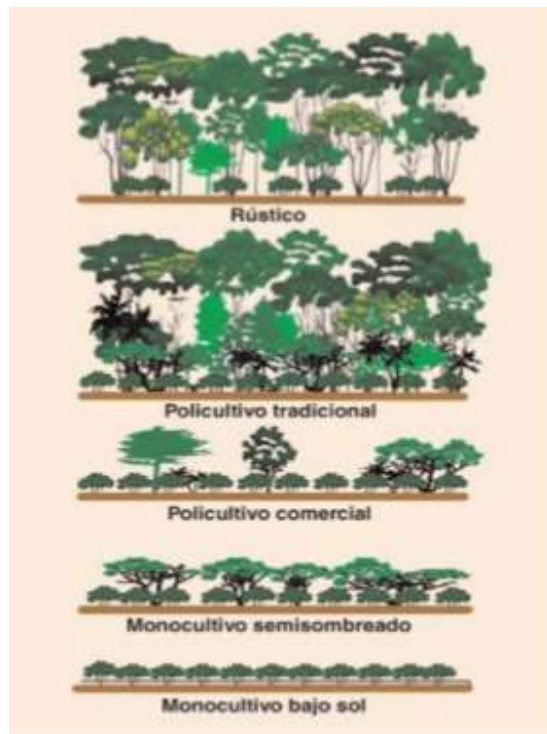 Rústico
Policultivo tradicional
Policultivo comercial
Monocultivo semisombreado
Monocultivo bajo sol